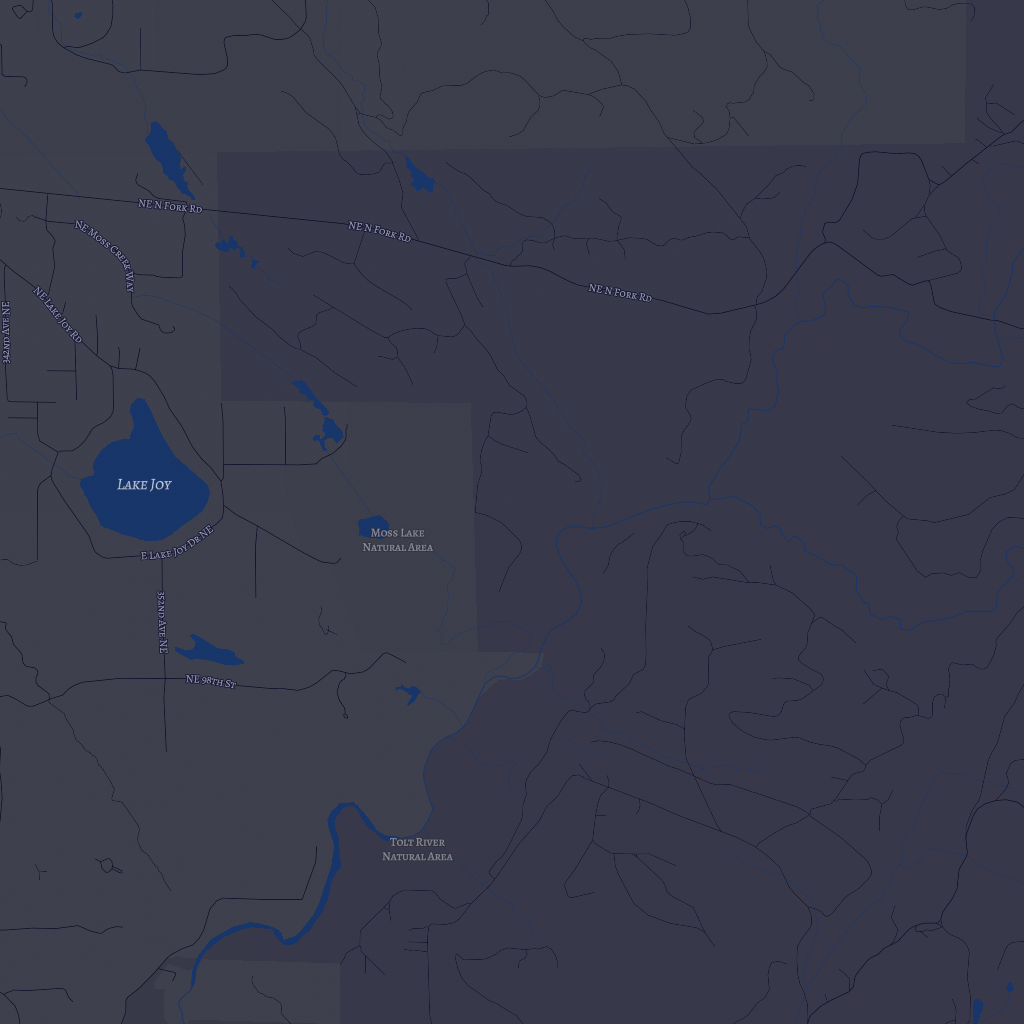 NE N Fork Rd
NE N Fork Rd
NE Moss Creek Way
NE N Fork Rd
NE Lake Joy Rd
342nd Ave NE
Lake Joy
Moss Lake
Natural Area
E Lake Joy Dr NE
352nd Ave NE
NE 98th St
Tolt River
Natural Area